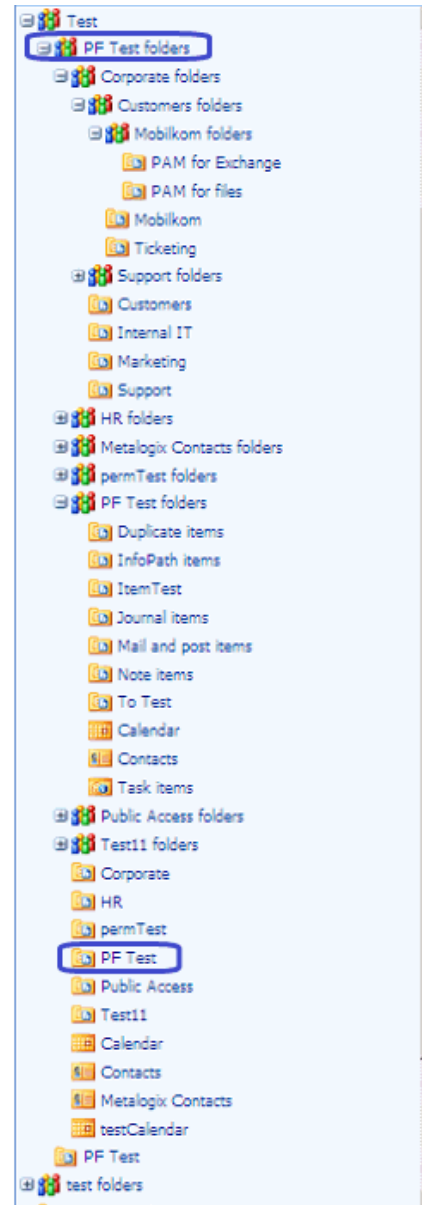 Test
PF Test folders
Corporate folders
Customers folders
Mobilkom folders
PAM for Exchange
PAM for files
Mobilkom
Ticketing
Support folders
Customers
Internal IT
Marketing
Support
HR folders
Metalogix Contacts folders
permTest folders
PF Test folders
Duplicate items
InfoPath items
ItemTest
Journal items
Mail and post items
Note items
To Test
Calendar
Contacts
Task items
Public Access folders
Test11 folders
Corporate
HR
permTest
PF Test
Public Access
Test11
Calendar
Contacts
Metalogix Contacts
testCalendar
PF Test
test folders